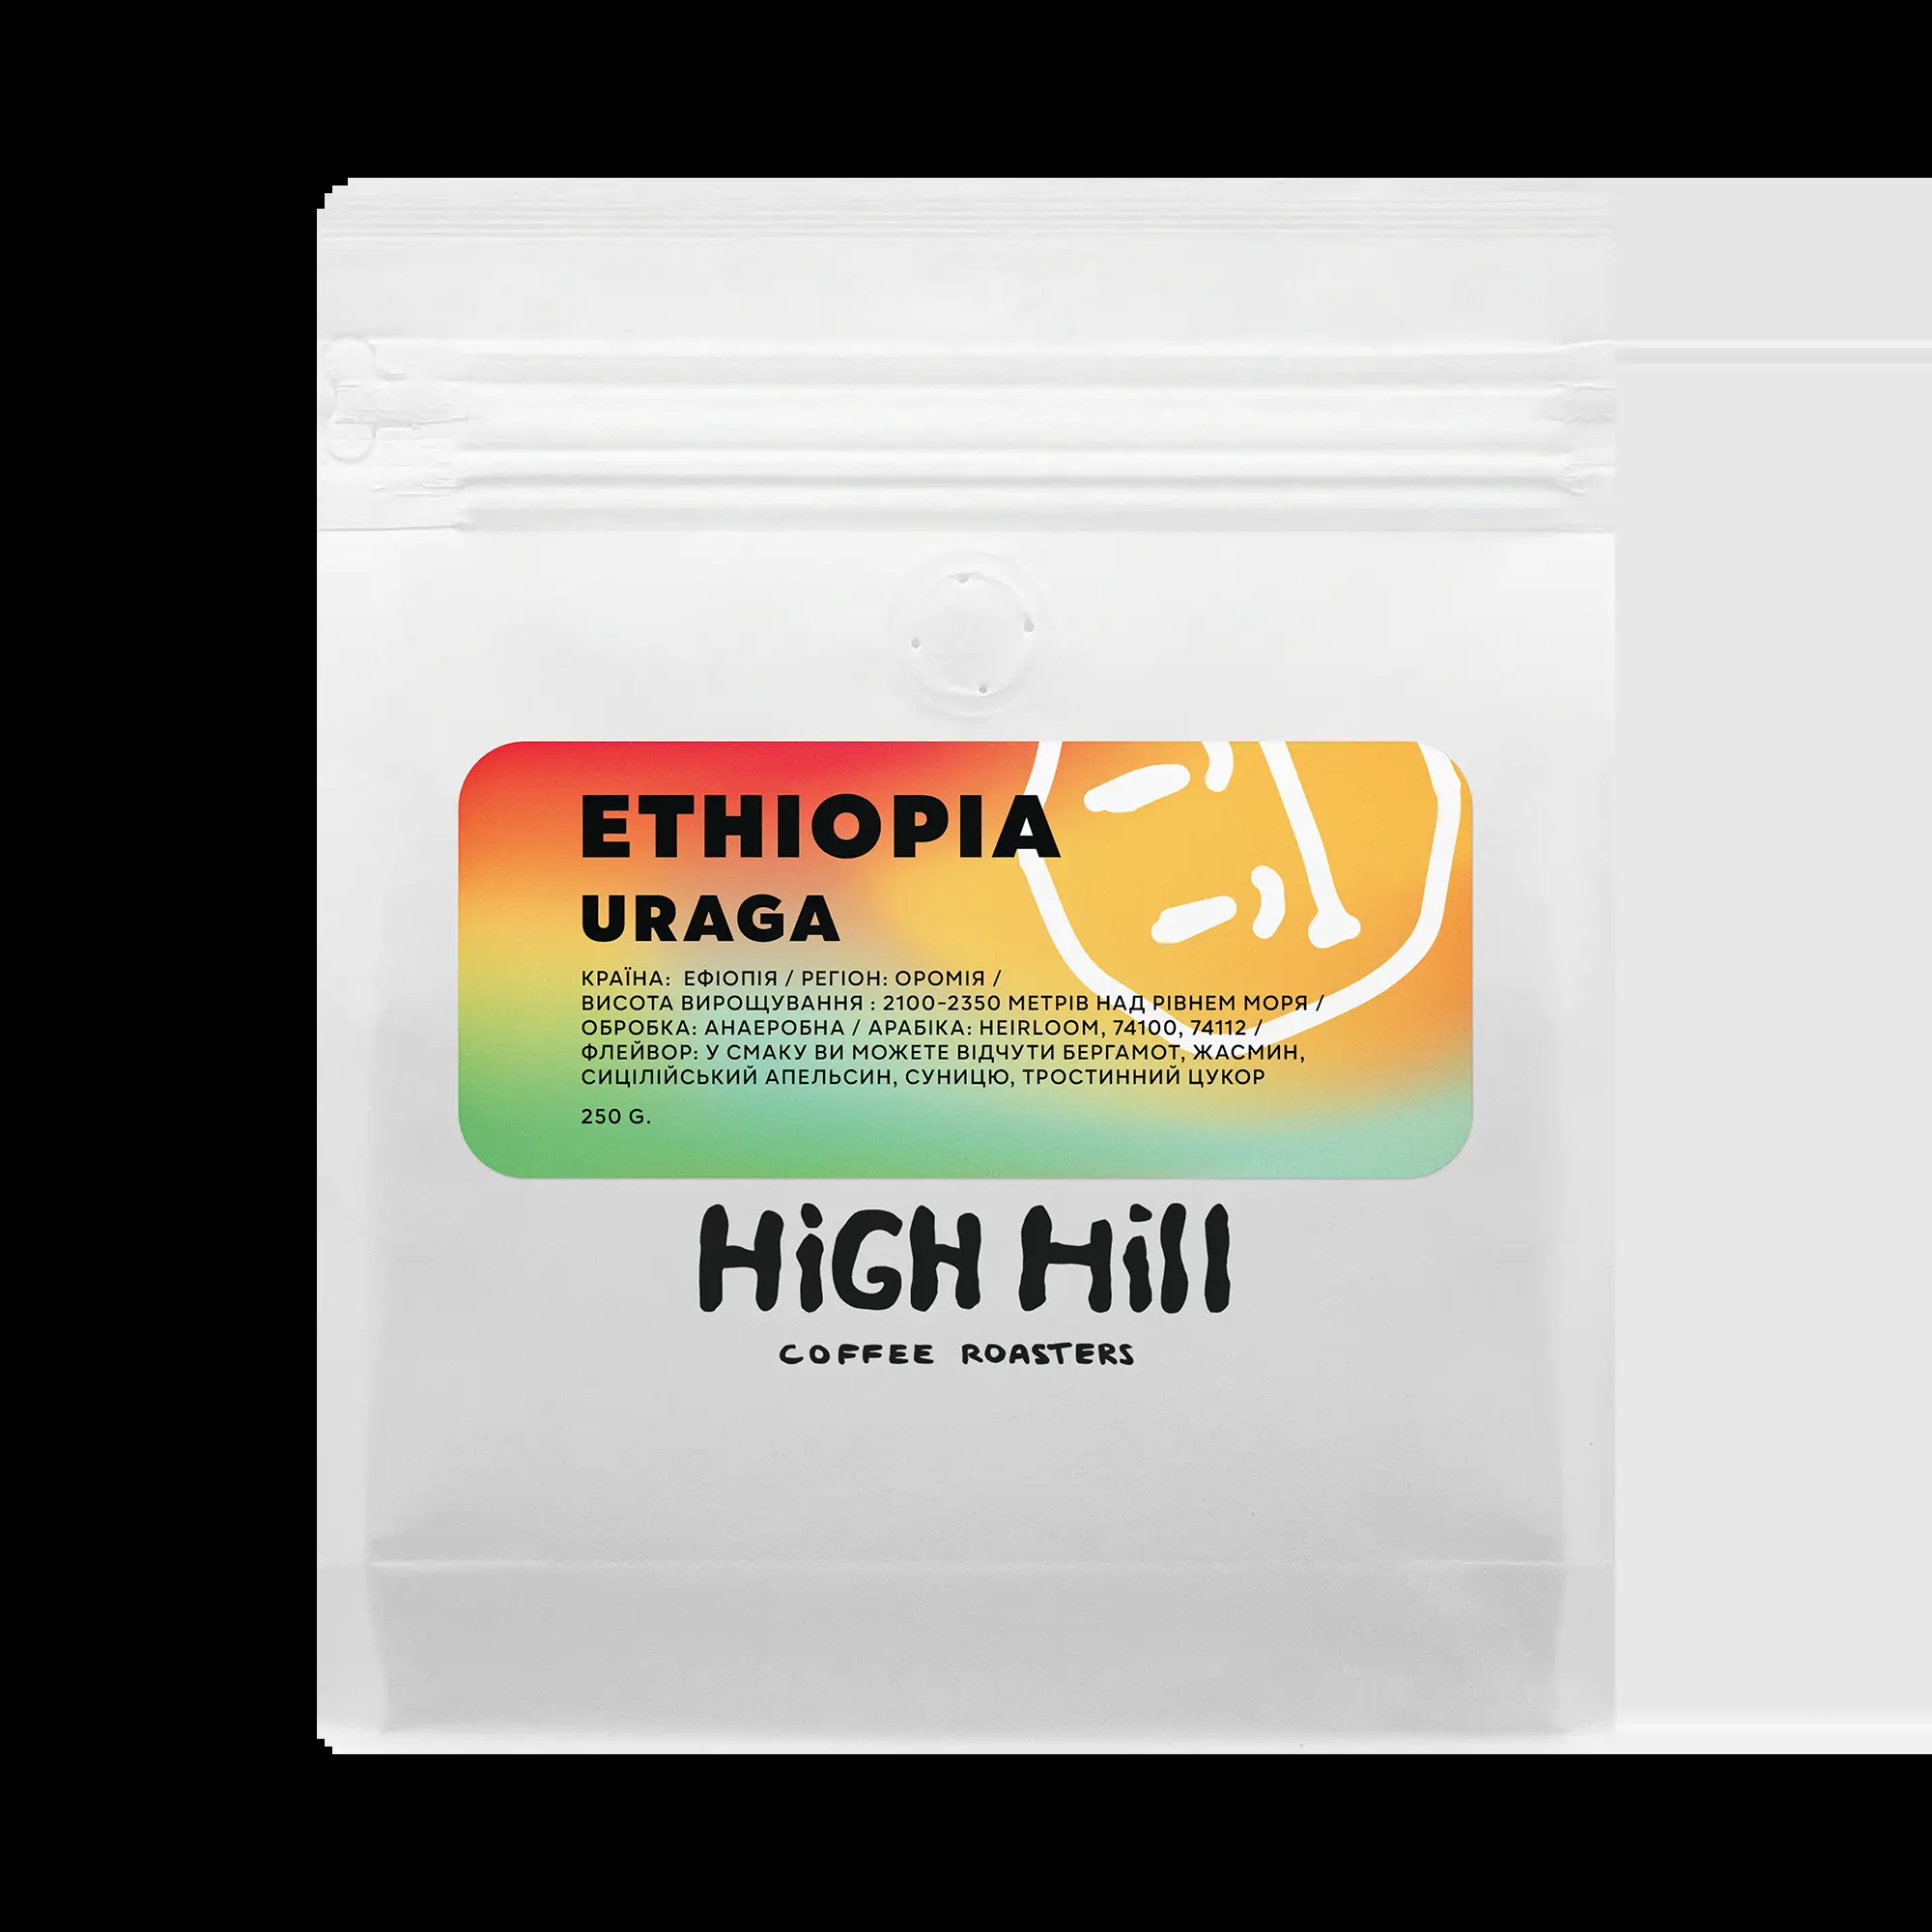 ETHIOPIA
URAGA
КРАЇНА: ЕФІОПІЯ / РЕГІОН: ОРОМІЯ /
ВИСОТА ВИРОЩУВАННЯ : 2100-2350 МЕТРІВ НАД РІВНЕМ МОРЯ /
ОБРОБКА: АНАЕРОБНА / АРАБІКА: HEIRLOOM, 74100, 74112 /
ФЛЕЙВОР: У СМАКУ ВИ МОЖЕТЕ ВІДЧУТИ БЕРГАМОТ, ЖАСМИН,
СИЦІЛІЙСЬКИЙ АПЕЛЬСИН, СУНИЦЮ, ТРОСТИННИЙ ЦУКОР
250 G.
HiGH Hill
COFFEE ROASTERS